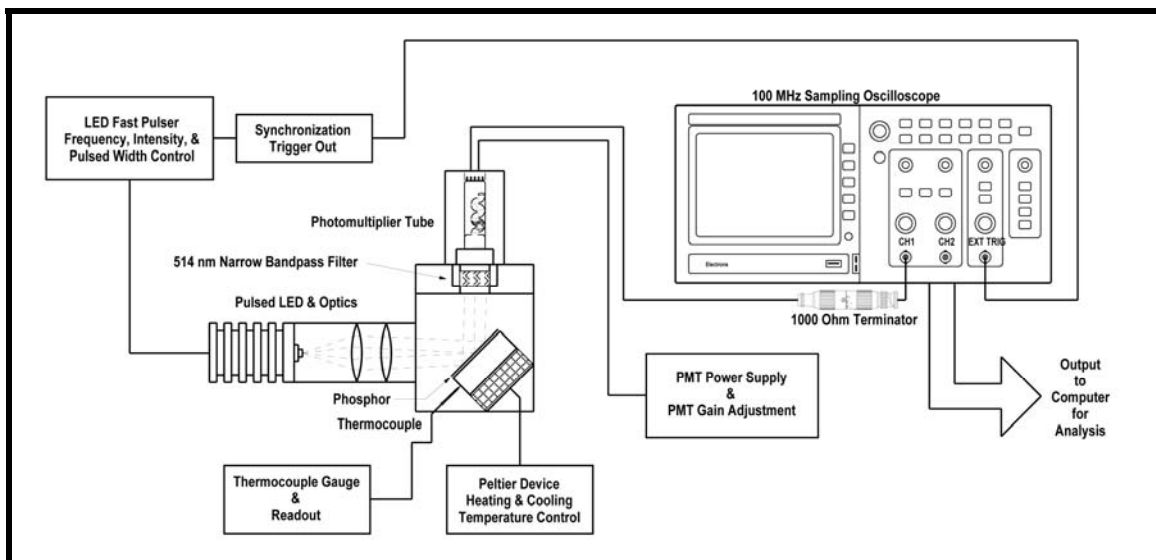 100 MHz Sampling Oscilloscope
LED Fast Pulser
Frequency, Intensity, &
Pulsed Width Control
Synchronization
Trigger Out
Photomultiplier Tube
514 nm Narrow Bandpass Filter
Pulsed LED & Optics
CH1
CH2
EXT TRIG
Electrons
1000 Ohm Terminator
Phosphor
Thermocouple
PMT Power Supply
&
PMT Gain Adjustment
Output
to
Computer
for
Analysis
Thermocouple Gauge
&
Readout
Peltier Device
Heating & Cooling
Temperature Control